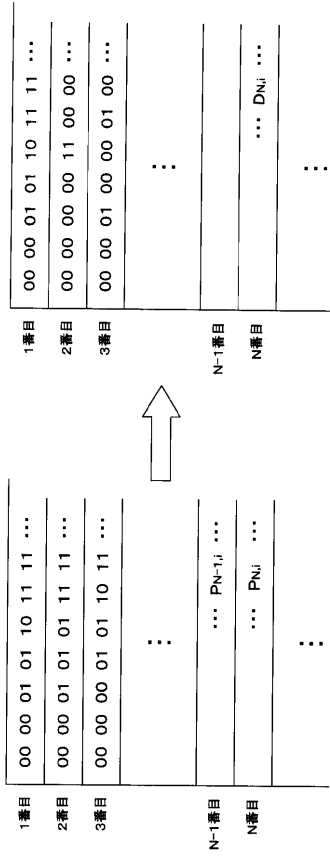 1番目 00 00 01 01 10 11 11 …
2番目 00 00 01 01 01 11 11 …
3番目 00 00 00 01 01 10 11 …
⋮
N-1番目 … PN-1,i …
N番目 … PN,i …
⋮
1番目 00 00 01 01 10 11 11 …
2番目 00 00 00 00 11 00 00 …
3番目 00 00 01 00 00 01 00 …
⋮
N-1番目
N番目 … DN,i …
⋮